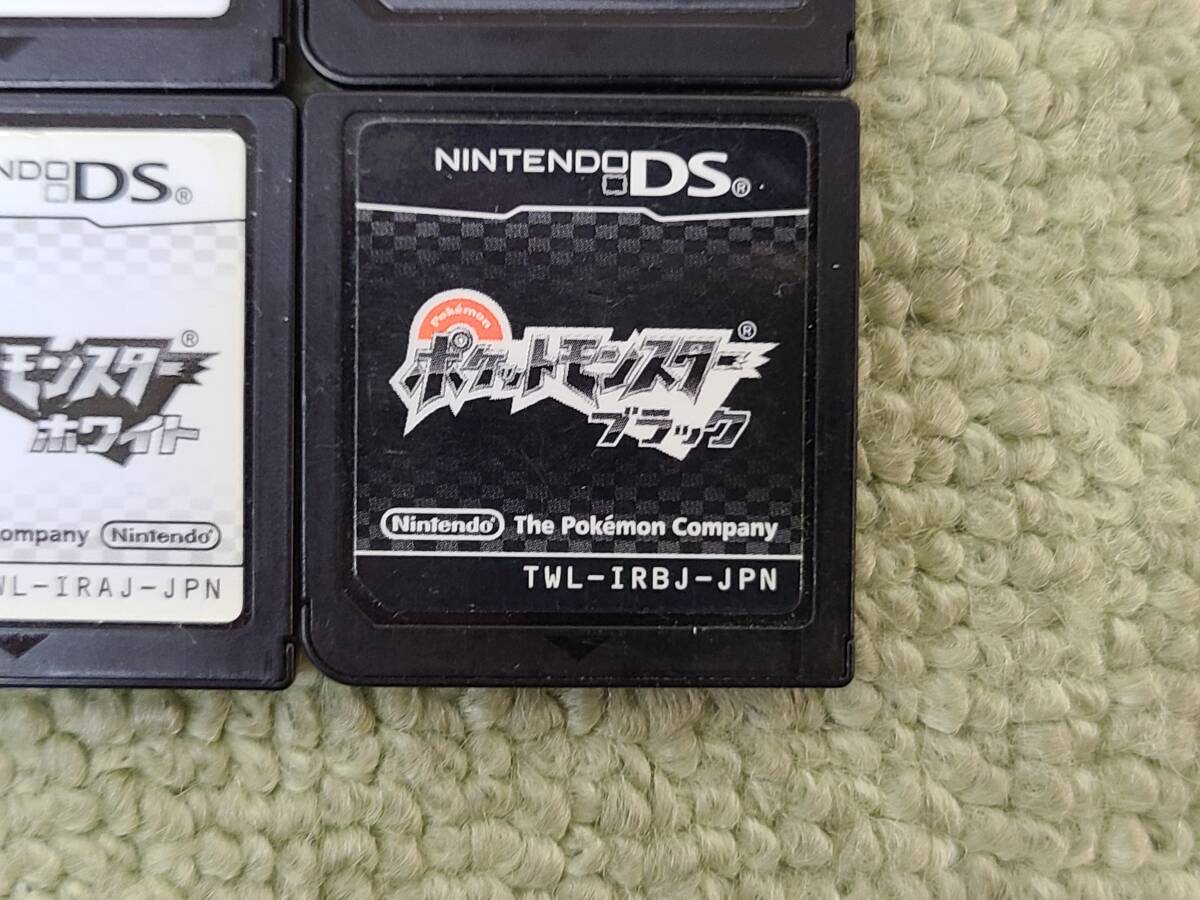 DS®
モンスター®
ホワイト
ompany Nintendo®
WL-IRAJ-JPN
NINTENDO DS®
Pokémon
ポケットモンスター®
ブラック
Nintendo® The Pokémon Company
TWL-IRBJ-JPN